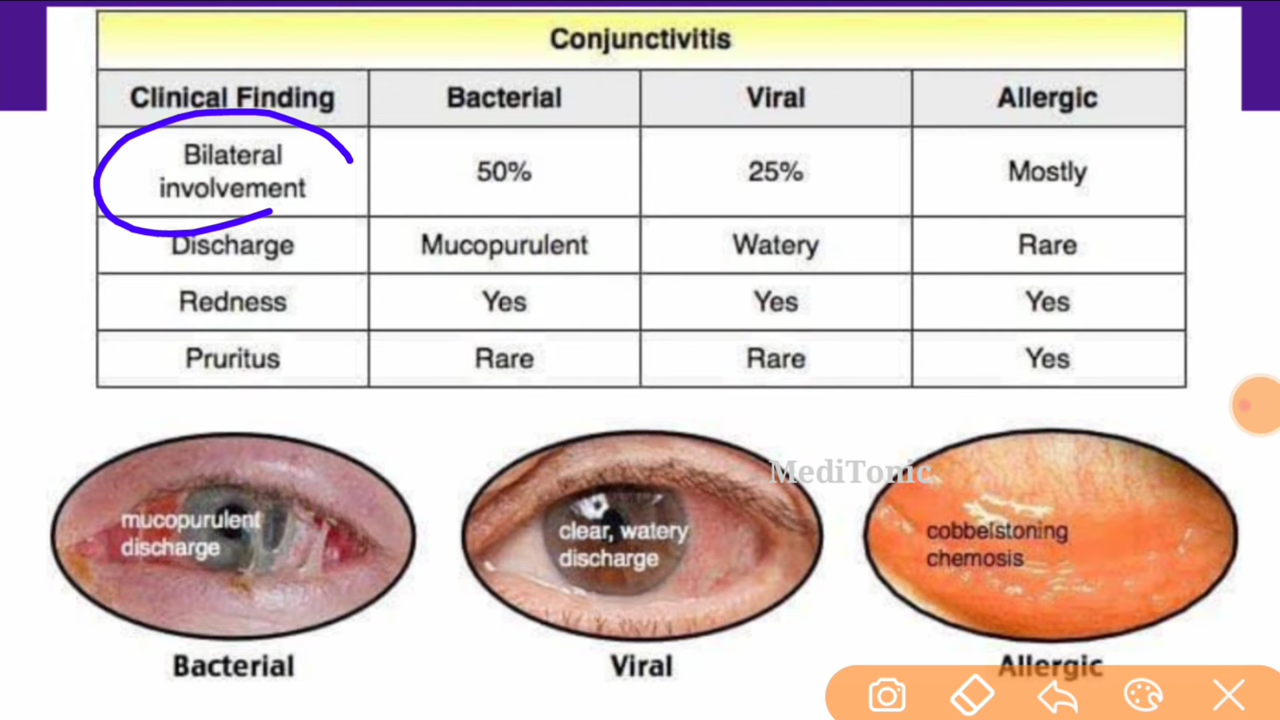 Conjunctivitis
Clinical Finding Bacterial Viral Allergic
Bilateral
involvement 50% 25% Mostly
Discharge Mucopurulent Watery Rare
Redness Yes Yes Yes
Pruritus Rare Rare Yes
MediTonic
mucopurulent
discharge
clear, watery
discharge
cobbelstoning
chemosis
Bacterial Viral Allergic